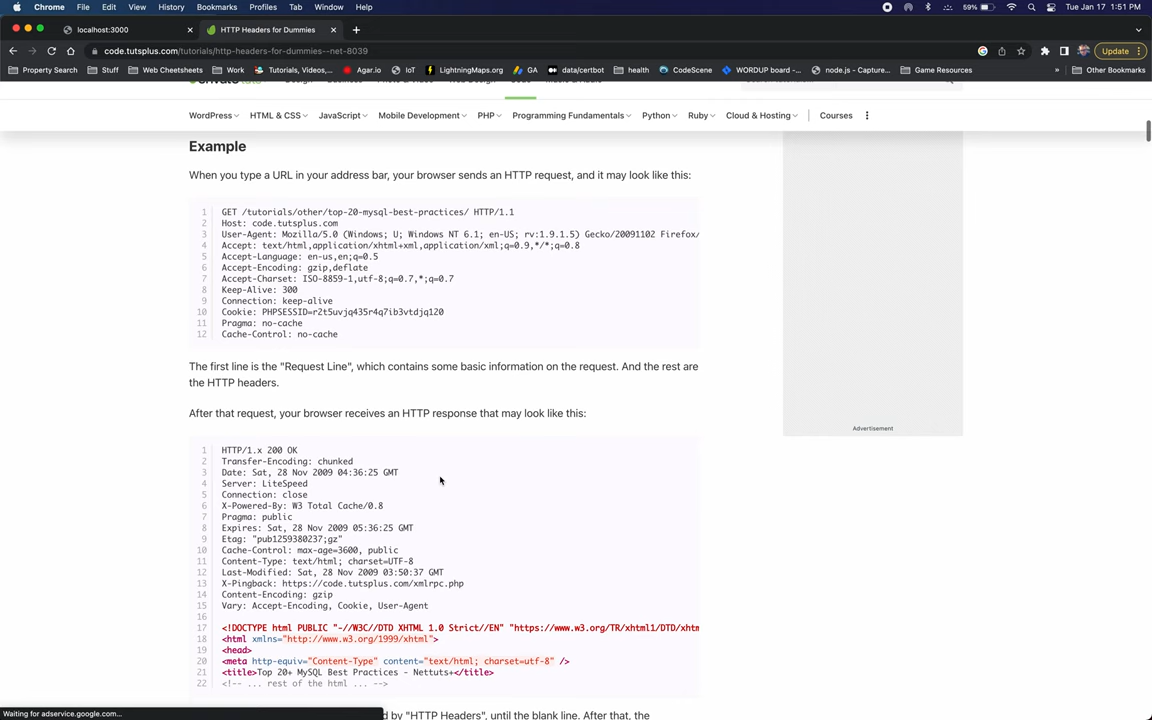 Chrome File Edit View History Bookmarks Profiles Tab Window Help 59% Tue Jan 17 1:51 PM
localhost:3000 HTTP Headers for Dummies
code.tutsplus.com/tutorials/http-headers-for-dummies--net-8039 Update
Property Search Stuff Web Cheetsheets Work Tutorials, Videos,... Agar.io IoT LightningMaps.org GA data/certbot health CodeScene WORDUP board -... node.js - Capture... Game Resources » Other Bookmarks
WordPress HTML & CSS JavaScript Mobile Development PHP Programming Fundamentals Python Ruby Cloud & Hosting Courses
Example
When you type a URL in your address bar, your browser sends an HTTP request, and it may look like this:
1 GET /tutorials/other/top-20-mysql-best-practices/ HTTP/1.1
2 Host: code.tutsplus.com
3 User-Agent: Mozilla/5.0 (Windows; U; Windows NT 6.1; en-US; rv:1.9.1.5) Gecko/20091102 Firefox/
4 Accept: text/html,application/xhtml+xml,application/xml;q=0.9,*/*;q=0.8
5 Accept-Language: en-us,en;q=0.5
6 Accept-Encoding: gzip,deflate
7 Accept-Charset: ISO-8859-1,utf-8;q=0.7,*;q=0.7
8 Keep-Alive: 300
9 Connection: keep-alive
10 Cookie: PHPSESSID=r2t5uvjq435r4q7ib3vtdjq120
11 Pragma: no-cache
12 Cache-Control: no-cache
The first line is the "Request Line", which contains some basic information on the request. And the rest are
the HTTP headers.
After that request, your browser receives an HTTP response that may look like this:
Advertisement
1 HTTP/1.x 200 OK
2 Transfer-Encoding: chunked
3 Date: Sat, 28 Nov 2009 04:36:25 GMT
4 Server: LiteSpeed
5 Connection: close
6 X-Powered-By: W3 Total Cache/0.8
7 Pragma: public
8 Expires: Sat, 28 Nov 2009 05:36:25 GMT
9 Etag: "pub1259380237;gz"
10 Cache-Control: max-age=3600, public
11 Content-Type: text/html; charset=UTF-8
12 Last-Modified: Sat, 28 Nov 2009 03:50:37 GMT
13 X-Pingback: https://code.tutsplus.com/xmlrpc.php
14 Content-Encoding: gzip
15 Vary: Accept-Encoding, Cookie, User-Agent
16
17 <!DOCTYPE html PUBLIC "-//W3C//DTD XHTML 1.0 Strict//EN" "https://www.w3.org/TR/xhtml1/DTD/xhtm
18 <html xmlns="http://www.w3.org/1999/xhtml">
19 <head>
20 <meta http-equiv="Content-Type" content="text/html; charset=utf-8" />
21 <title>Top 20+ MySQL Best Practices - Nettuts+</title>
22 <!-- ... rest of the html ... -->
Waiting for adservice.google.com...
d by "HTTP Headers", until the blank line. After that, the